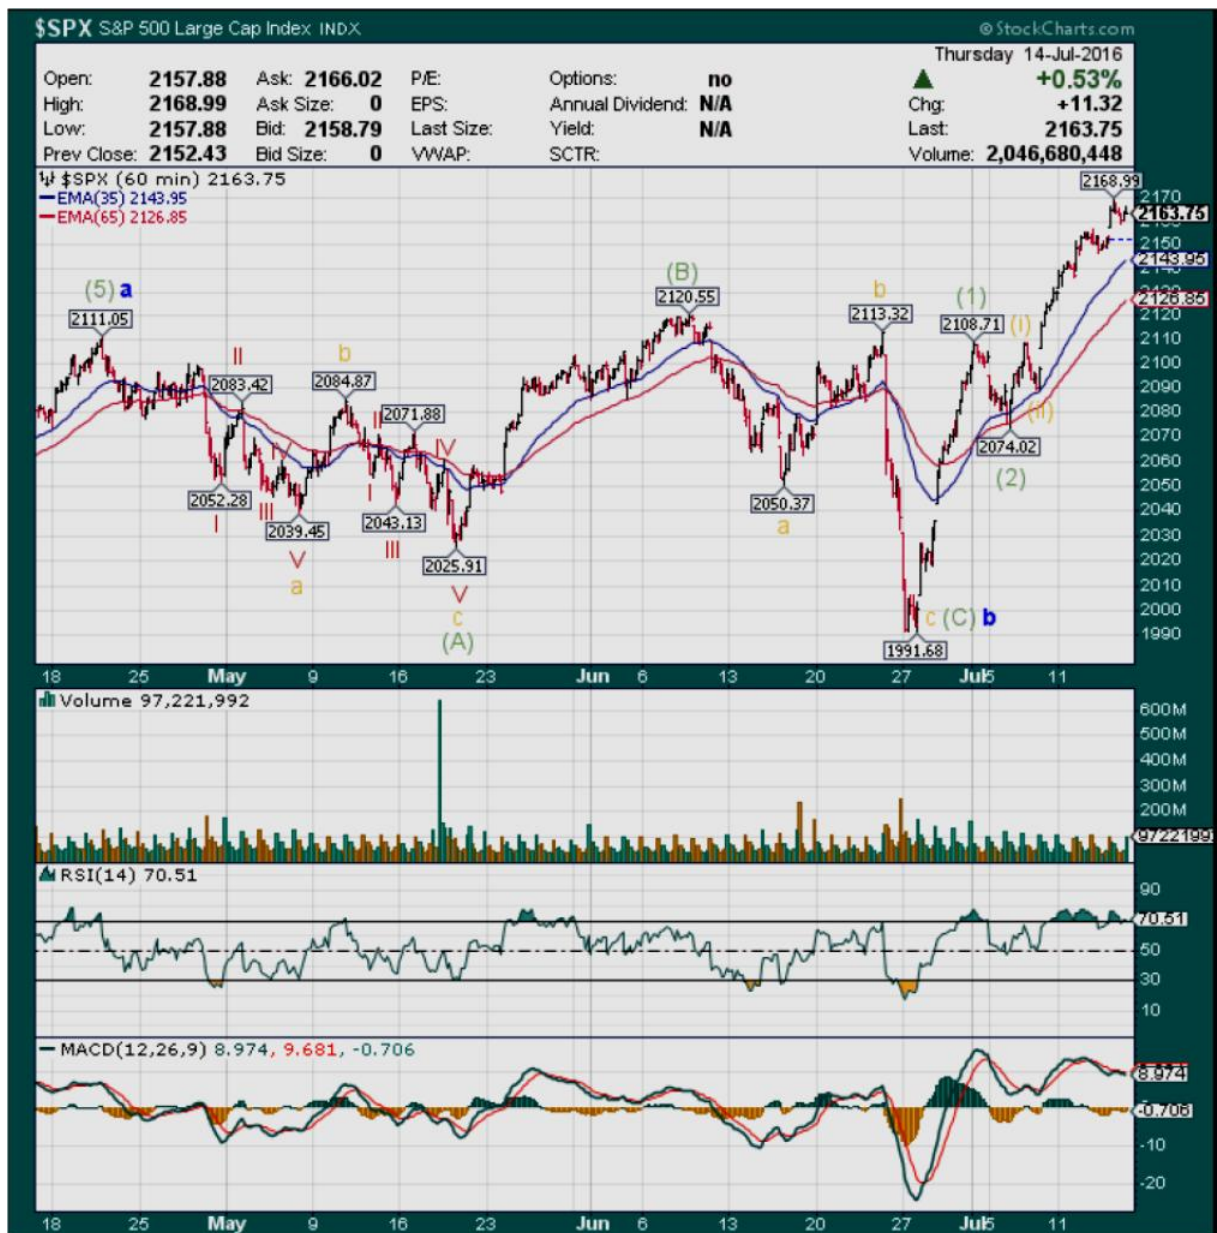 $SPX S&P 500 Large Cap Index INDX © StockCharts.com
Thursday 14-Jul-2016
Open: 2157.88 Ask: 2166.02 P/E: Options: no ▲ +0.53%
High: 2168.99 Ask Size: 0 EPS: Annual Dividend: N/A Chg: +11.32
Low: 2157.88 Bid: 2158.79 Last Size: Yield: N/A Last: 2163.75
Prev Close: 2152.43 Bid Size: 0 VWAP: SCTR: Volume: 2,046,680,448
$SPX (60 min) 2163.75
EMA(35) 2143.95
EMA(65) 2126.85
2168.99
2170
2163.75
2150
2143.95
2126.85
2120
2110
2100
2090
2080
2070
2060
2050
2040
2030
2020
2010
2000
1990
(5) a
2111.05
II
2083.42
b
2084.87
II
2071.88
IV
IV
(B)
2120.55
b
2113.32
(1)
2108.71
(i)
(ii)
2074.02
(2)
2052.28
I
III
2039.45
V
a
I
2043.13
III
2025.91
V
c
(A)
2050.37
a
c (C) b
1991.68
18 25 May 9 16 23 Jun 6 13 20 27 Jul 5 11
Volume 97,221,992
600M
500M
400M
300M
200M
9722199
RSI(14) 70.51
90
70.51
50
30
10
MACD(12,26,9) 8.974, 9.681, -0.706
8.974
-0.706
-10
-20
18 25 May 9 16 23 Jun 6 13 20 27 Jul 5 11